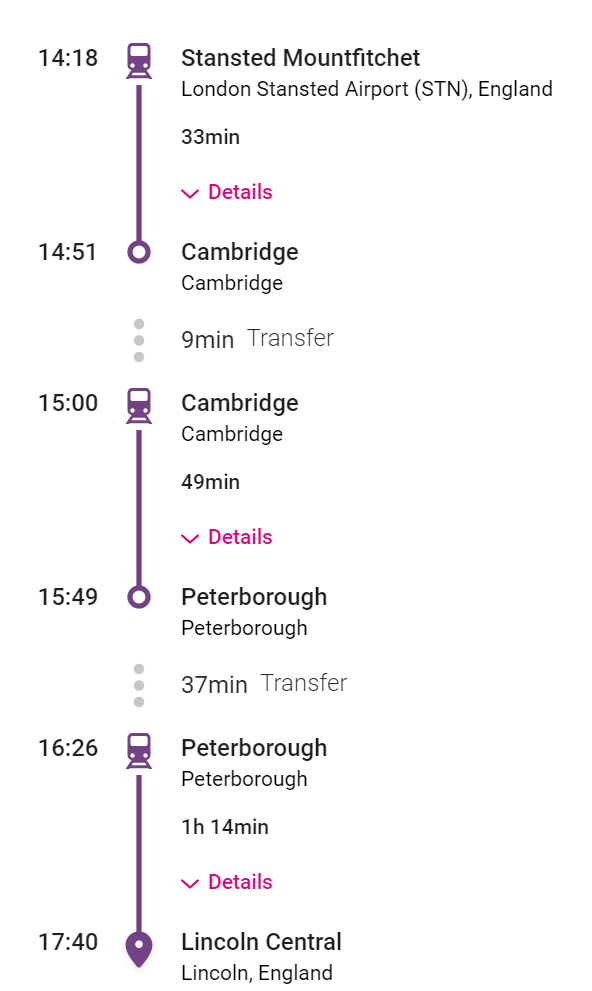 14:18 Stansted Mountfitchet
London Stansted Airport (STN), England
33min
Details
14:51 Cambridge
Cambridge
9min Transfer
15:00 Cambridge
Cambridge
49min
Details
15:49 Peterborough
Peterborough
37min Transfer
16:26 Peterborough
Peterborough
1h 14min
Details
17:40 Lincoln Central
Lincoln, England